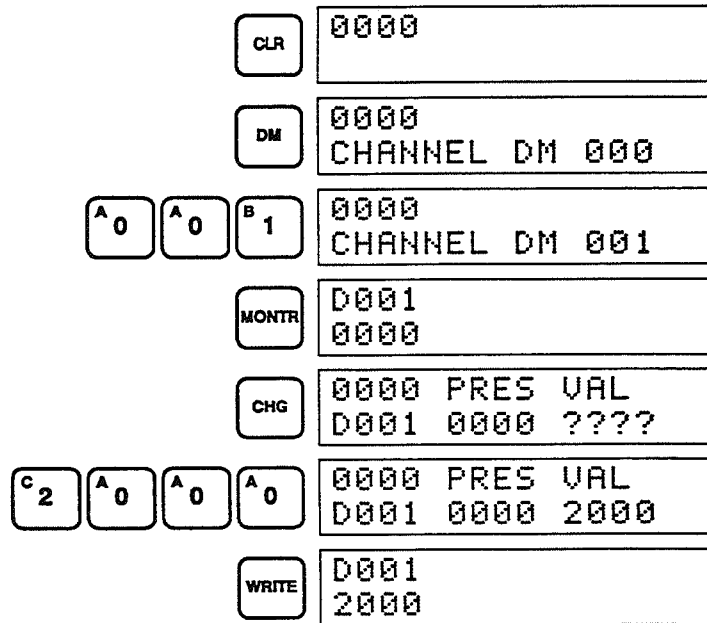 CLR
0000
DM
0000
CHANNEL DM 000
A 0 A 0 B 1
0000
CHANNEL DM 001
MONTR
D001
0000
CHG
0000 PRES VAL
D001 0000 ????
C 2 A 0 A 0 A 0
0000 PRES VAL
D001 0000 2000
WRITE
D001
2000